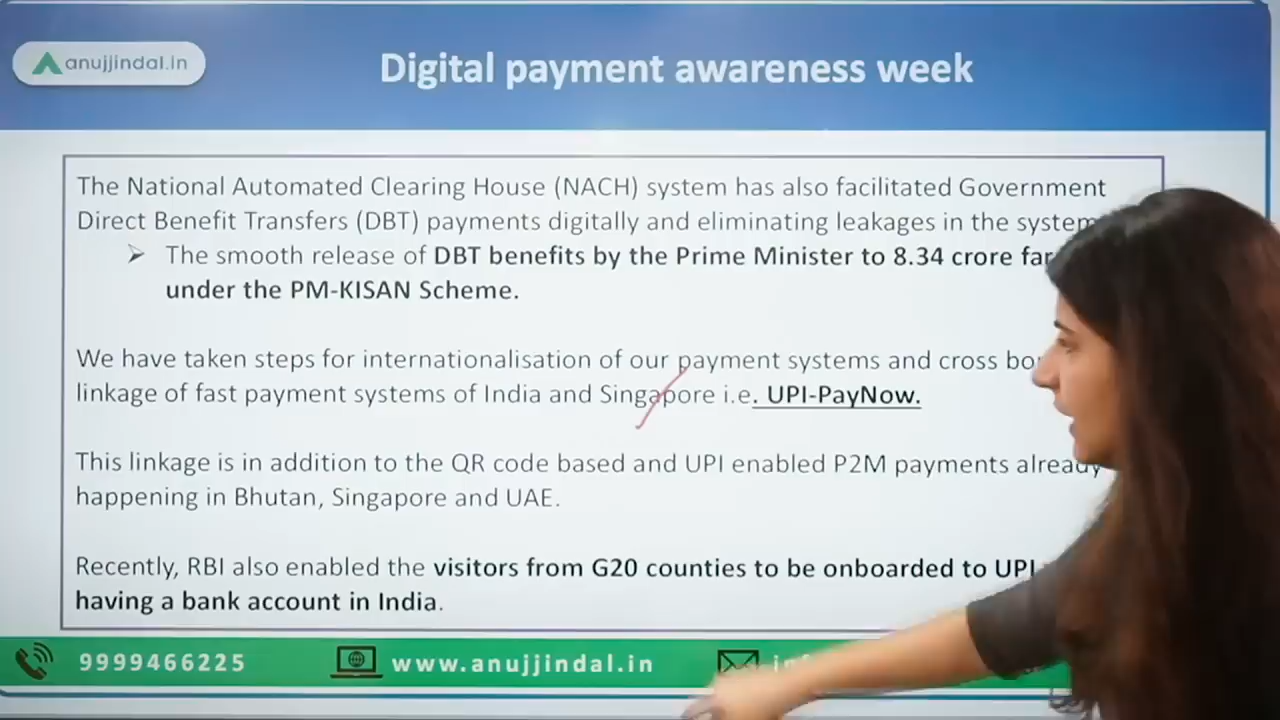 anujjindal.in
Digital payment awareness week
The National Automated Clearing House (NACH) system has also facilitated Government
Direct Benefit Transfers (DBT) payments digitally and eliminating leakages in the system
➢ The smooth release of DBT benefits by the Prime Minister to 8.34 crore
under the PM-KISAN Scheme.
We have taken steps for internationalisation of our payment systems and cross
linkage of fast payment systems of India and Singapore i.e. UPI-PayNow.
This linkage is in addition to the QR code based and UPI enabled P2M payments already
happening in Bhutan, Singapore and UAE.
Recently, RBI also enabled the visitors from G20 counties to be onboarded to UPI
having a bank account in India.
9999466225
www.anujjindal.in